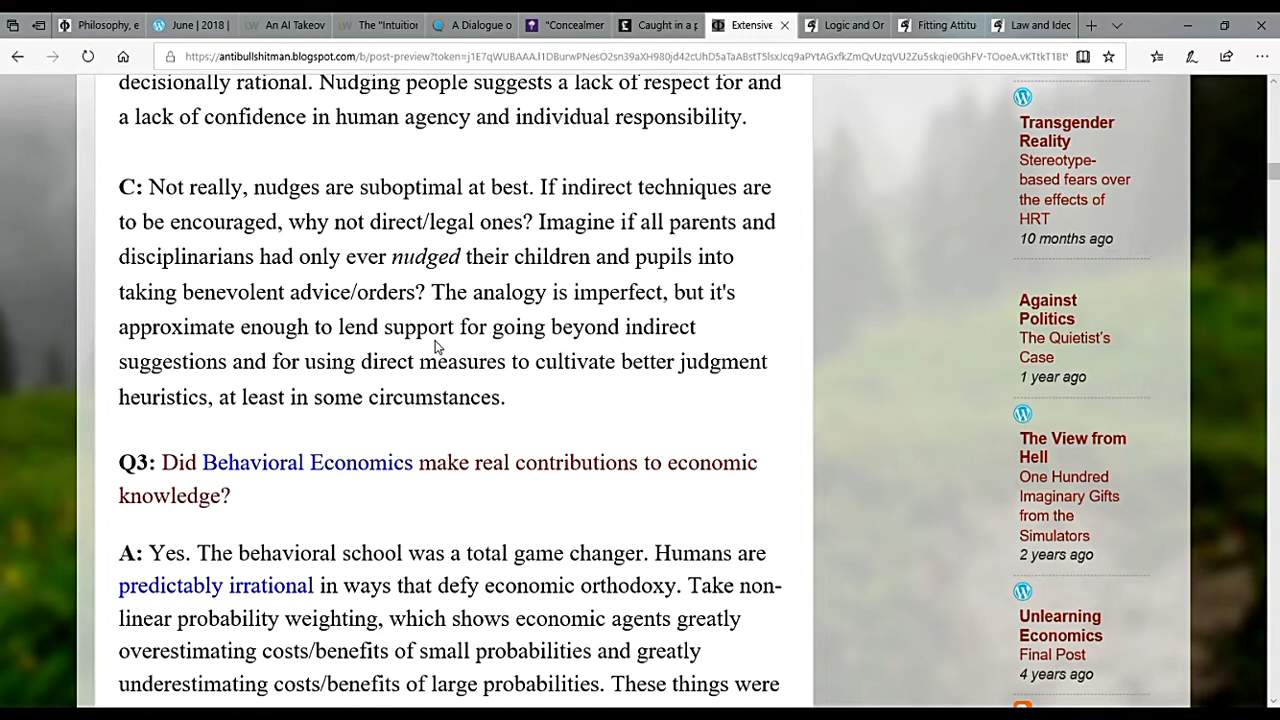 Philosophy, e
June | 2018 |
An AI Takeov
The "Intuition
A Dialogue o
"Concealmer
Caught in a p
Extensive
Logic and Or
Fitting Attitu
Law and Idec
decisionally rational. Nudging people suggests a lack of respect for and
a lack of confidence in human agency and individual responsibility.
C: Not really, nudges are suboptimal at best. If indirect techniques are
to be encouraged, why not direct/legal ones? Imagine if all parents and
disciplinarians had only ever nudged their children and pupils into
taking benevolent advice/orders? The analogy is imperfect, but it's
approximate enough to lend support for going beyond indirect
suggestions and for using direct measures to cultivate better judgment
heuristics, at least in some circumstances.
Q3: Did Behavioral Economics make real contributions to economic
knowledge?
A: Yes. The behavioral school was a total game changer. Humans are
predictably irrational in ways that defy economic orthodoxy. Take non-
linear probability weighting, which shows economic agents greatly
overestimating costs/benefits of small probabilities and greatly
underestimating costs/benefits of large probabilities. These things were
Transgender
Reality
Stereotype-
based fears over
the effects of
HRT
10 months ago
Against
Politics
The Quietist's
Case
1 year ago
The View from
Hell
One Hundred
Imaginary Gifts
from the
Simulators
2 years ago
Unlearning
Economics
Final Post
4 years ago